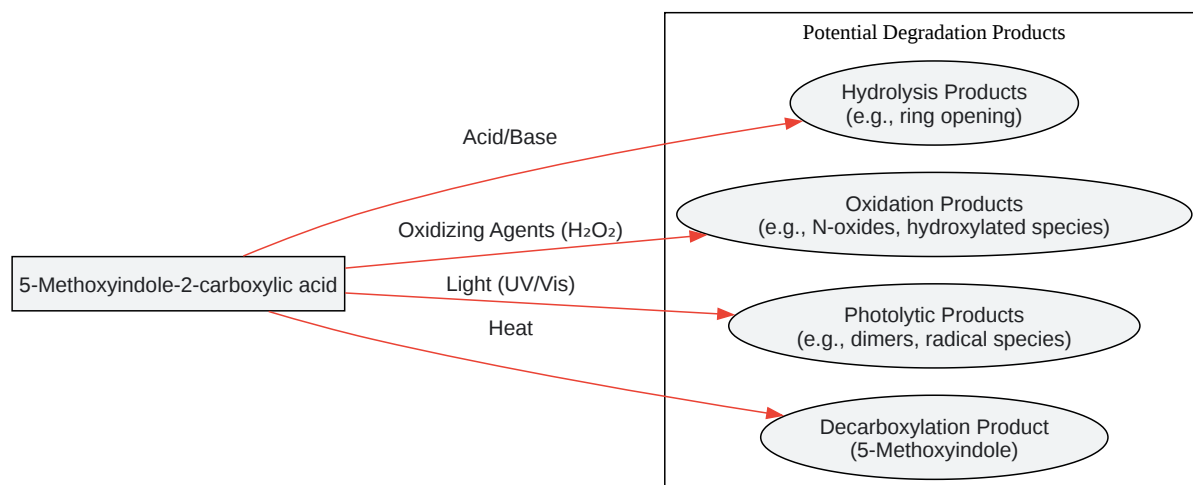 Potential Degradation Products
Hydrolysis Products
(e.g., ring opening)
Acid/Base
Oxidation Products
(e.g., N-oxides, hydroxylated species)
Oxidizing Agents (H₂O₂)
5-Methoxyindole-2-carboxylic acid
Light (UV/Vis)
Photolytic Products
(e.g., dimers, radical species)
Heat
Decarboxylation Product
(5-Methoxyindole)